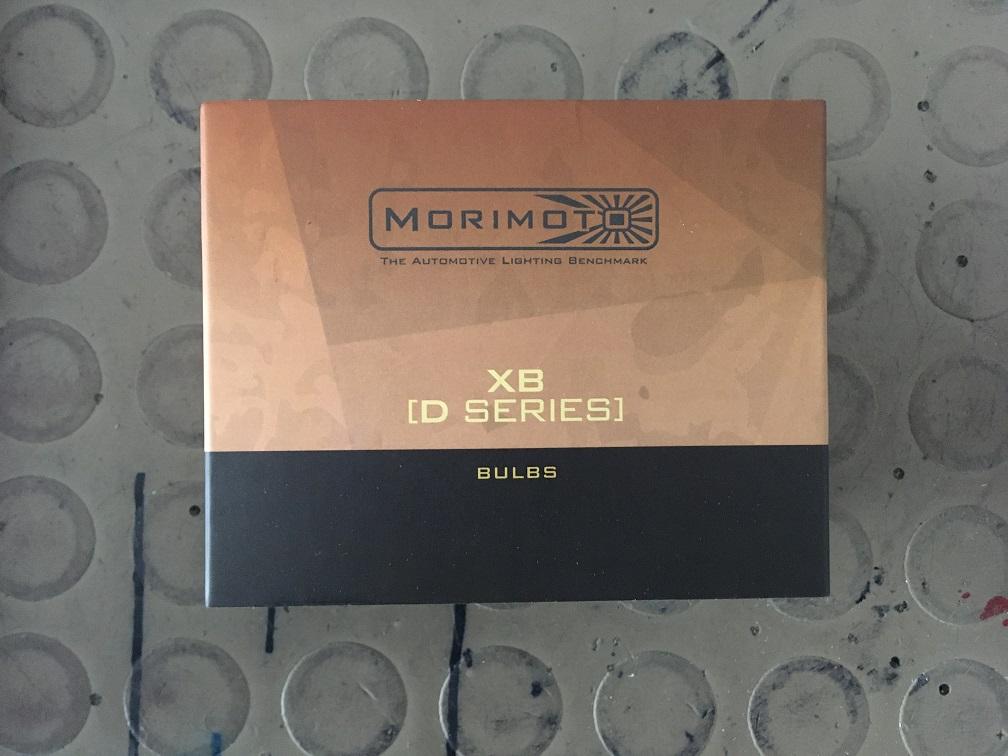 MORIMOTO
THE AUTOMOTIVE LIGHTING BENCHMARK
XB
[D SERIES]
BULBS